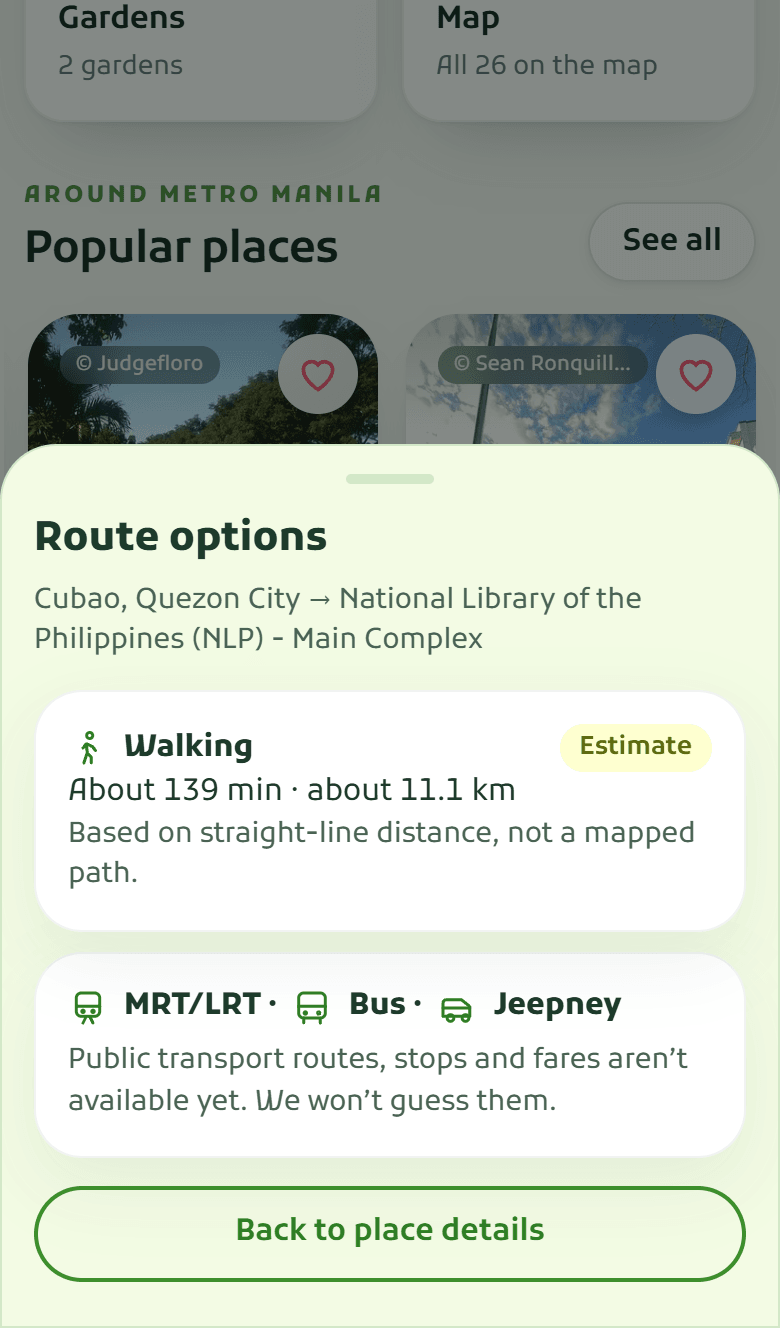 Gardens
2 gardens
Map
All 26 on the map
AROUND METRO MANILA
Popular places
See all
© Judgefloro
© Sean Ronquill...
Route options
Cubao, Quezon City → National Library of the
Philippines (NLP) - Main Complex
Walking
Estimate
About 139 min · about 11.1 km
Based on straight-line distance, not a mapped
path.
MRT/LRT · Bus · Jeepney
Public transport routes, stops and fares aren’t
available yet. We won’t guess them.
Back to place details